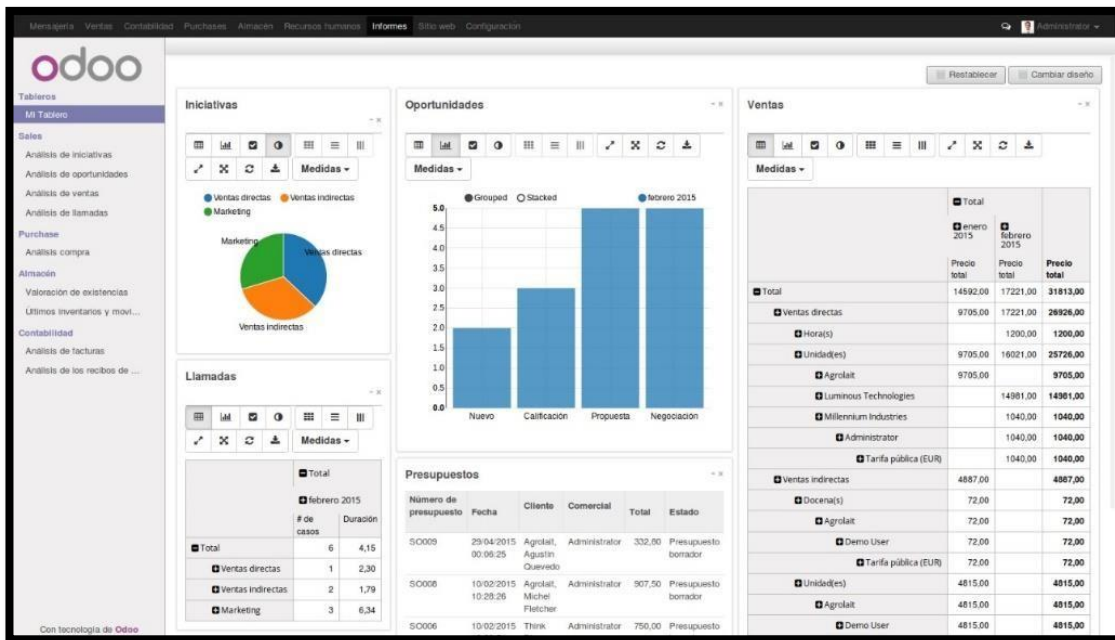 Mensajería Ventas Contabilidad Purchases Almacén Recursos humanos Informes Sitio web Configuración Administrator
odoo
Tableros
Mi Tablero
Sales
Análisis de iniciativas
Análisis de oportunidades
Análisis de ventas
Análisis de llamadas
Purchase
Análisis compra
Almacén
Valoración de existencias
Últimos inventarios y movi...
Contabilidad
Análisis de facturas
Análisis de los recibos de ...
Con tecnología de Odoo
Restablecer Cambiar diseño
Iniciativas
Medidas
Ventas directas Ventas indirectas
Marketing
Marketing
Ventas directas
Ventas indirectas
Llamadas
Medidas
Total
febrero 2015
# de casos Duración
Total 6 4,15
Ventas directas 1 2,30
Ventas indirectas 2 1,79
Marketing 3 6,34
Oportunidades
Medidas
Grouped Stacked febrero 2015
5.0
4.5
4.0
3.5
3.0
2.5
2.0
1.5
1.0
0.5
0.0
Nuevo Calificación Propuesta Negociación
Presupuestos
Número de presupuesto Fecha Cliente Comercial Total Estado
SO009 29/04/2015 00:06:25 Agrolait, Agustin Quevedo Administrator 332,80 Presupuesto borrador
SO008 10/02/2015 10:28:26 Agrolait, Michel Fletcher Administrator 907,50 Presupuesto borrador
SO006 10/02/2015 Think Administrator 750,00 Presupuesto
Ventas
Medidas
Total
enero 2015 febrero 2015
Precio total Precio total Precio total
Total 14592,00 17221,00 31813,00
Ventas directas 9705,00 17221,00 26926,00
Hora(s) 1200,00 1200,00
Unidad(es) 9705,00 16021,00 25726,00
Agrolait 9705,00 9705,00
Luminous Technologies 14981,00 14981,00
Millennium Industries 1040,00 1040,00
Administrator 1040,00 1040,00
Tarifa pública (EUR) 1040,00 1040,00
Ventas indirectas 4887,00 4887,00
Docena(s) 72,00 72,00
Agrolait 72,00 72,00
Demo User 72,00 72,00
Tarifa pública (EUR) 72,00 72,00
Unidad(es) 4815,00 4815,00
Agrolait 4815,00 4815,00
Demo User 4815,00 4815,00